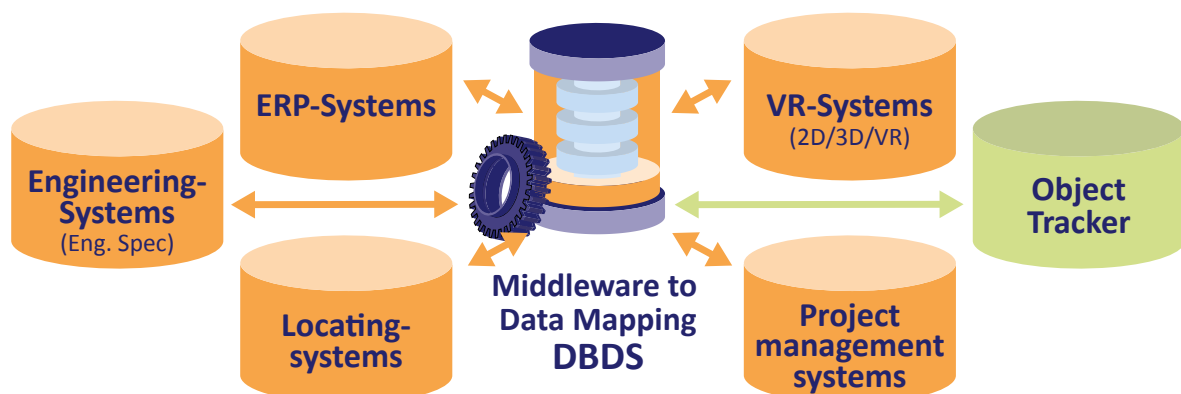 ERP-Systems
VR-Systems
(2D/3D/VR)
Engineering-
Systems
(Eng. Spec)
Object
Tracker
Locating-
systems
Middleware to
Data Mapping
DBDS
Project
management
systems